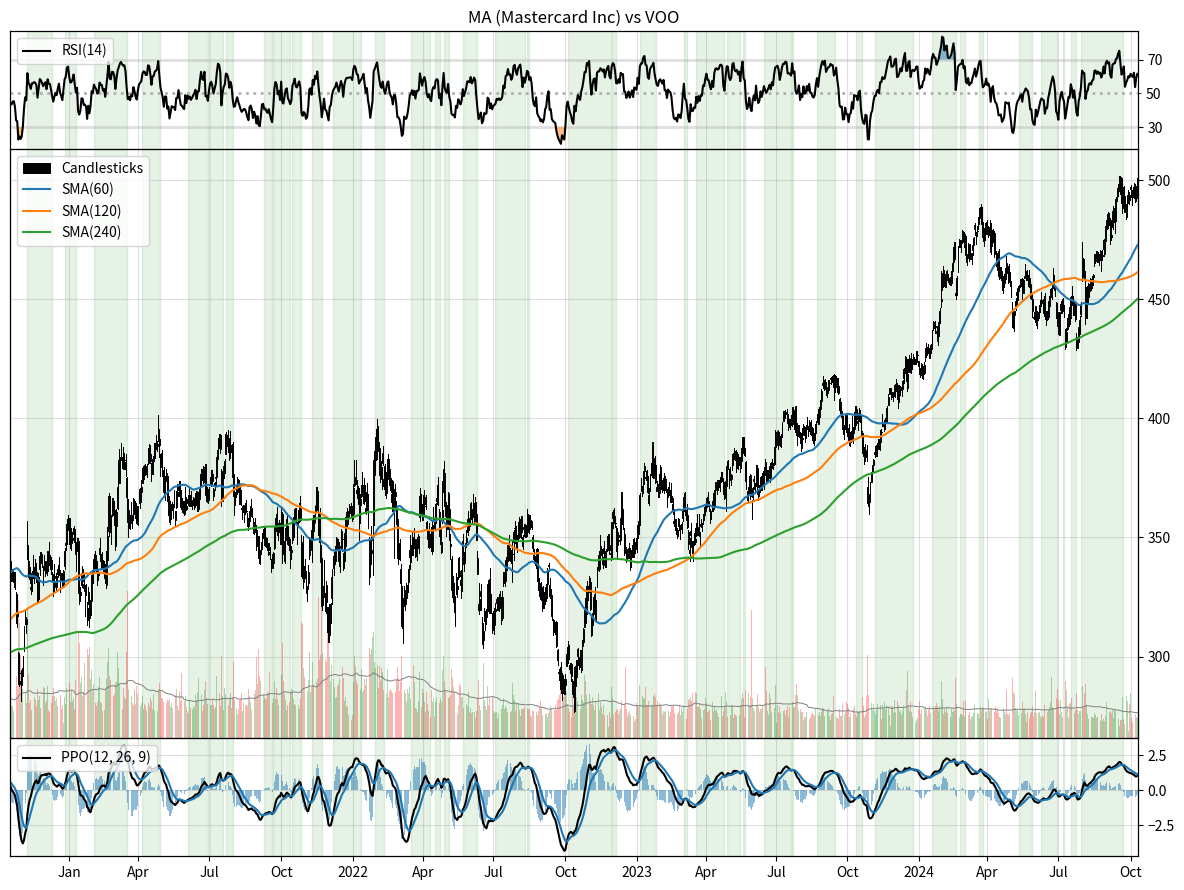 MA (Mastercard Inc) vs VOO
RSI(14)
70
50
30
Candlesticks
SMA(60)
SMA(120)
SMA(240)
500
450
400
350
300
PPO(12, 26, 9)
2.5
0.0
−2.5
Jan Apr Jul Oct 2022 Apr Jul Oct 2023 Apr Jul Oct 2024 Apr Jul Oct